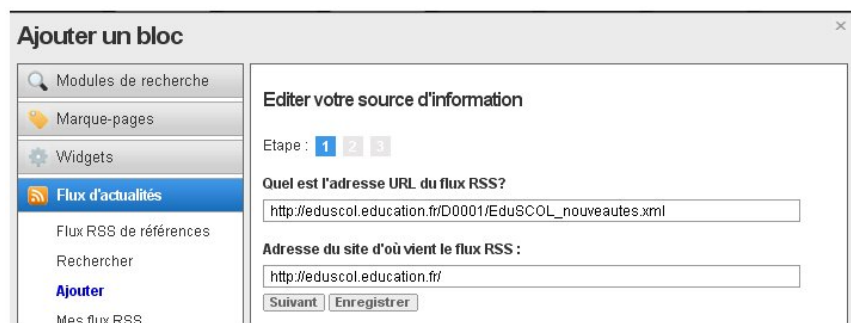 Ajouter un bloc
×
Modules de recherche
Marque-pages
Widgets
Flux d'actualités
Flux RSS de références
Rechercher
Ajouter
Mes flux RSS
Editer votre source d'information
Etape : 1 2 3
Quel est l'adresse URL du flux RSS?
http://eduscol.education.fr/D0001/EduSCOL_nouveautes.xml
Adresse du site d'où vient le flux RSS :
http://eduscol.education.fr/
Suivant Enregistrer